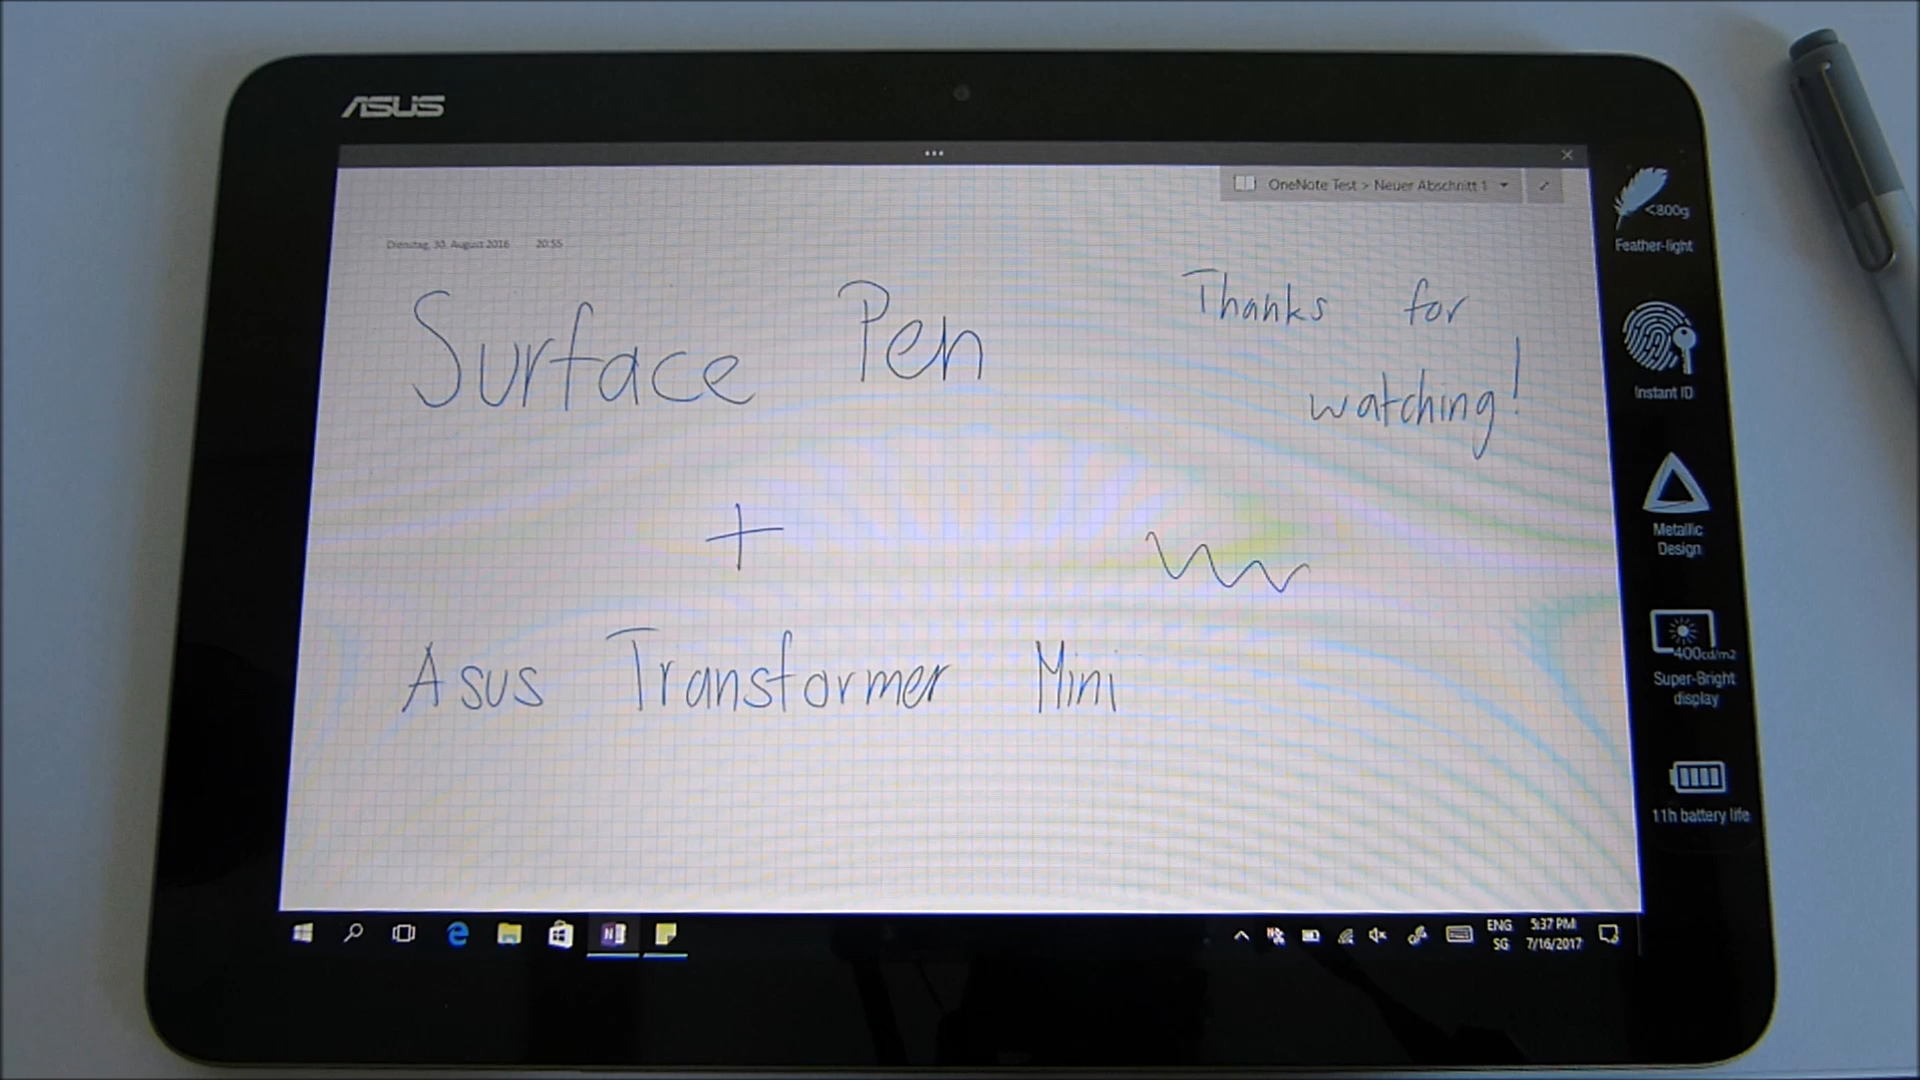 ASUS
OneNote Test > Neuer Abschnitt 1
Dienstag, 30. August 2016 20:55
Surface Pen
Thanks for
watching!
+
Asus Transformer Mini
<800g
Feather-light
Instant ID
Metallic
Design
400cd/m2
Super-Bright
display
11h battery life
ENG
SG
5:37 PM
7/16/2017